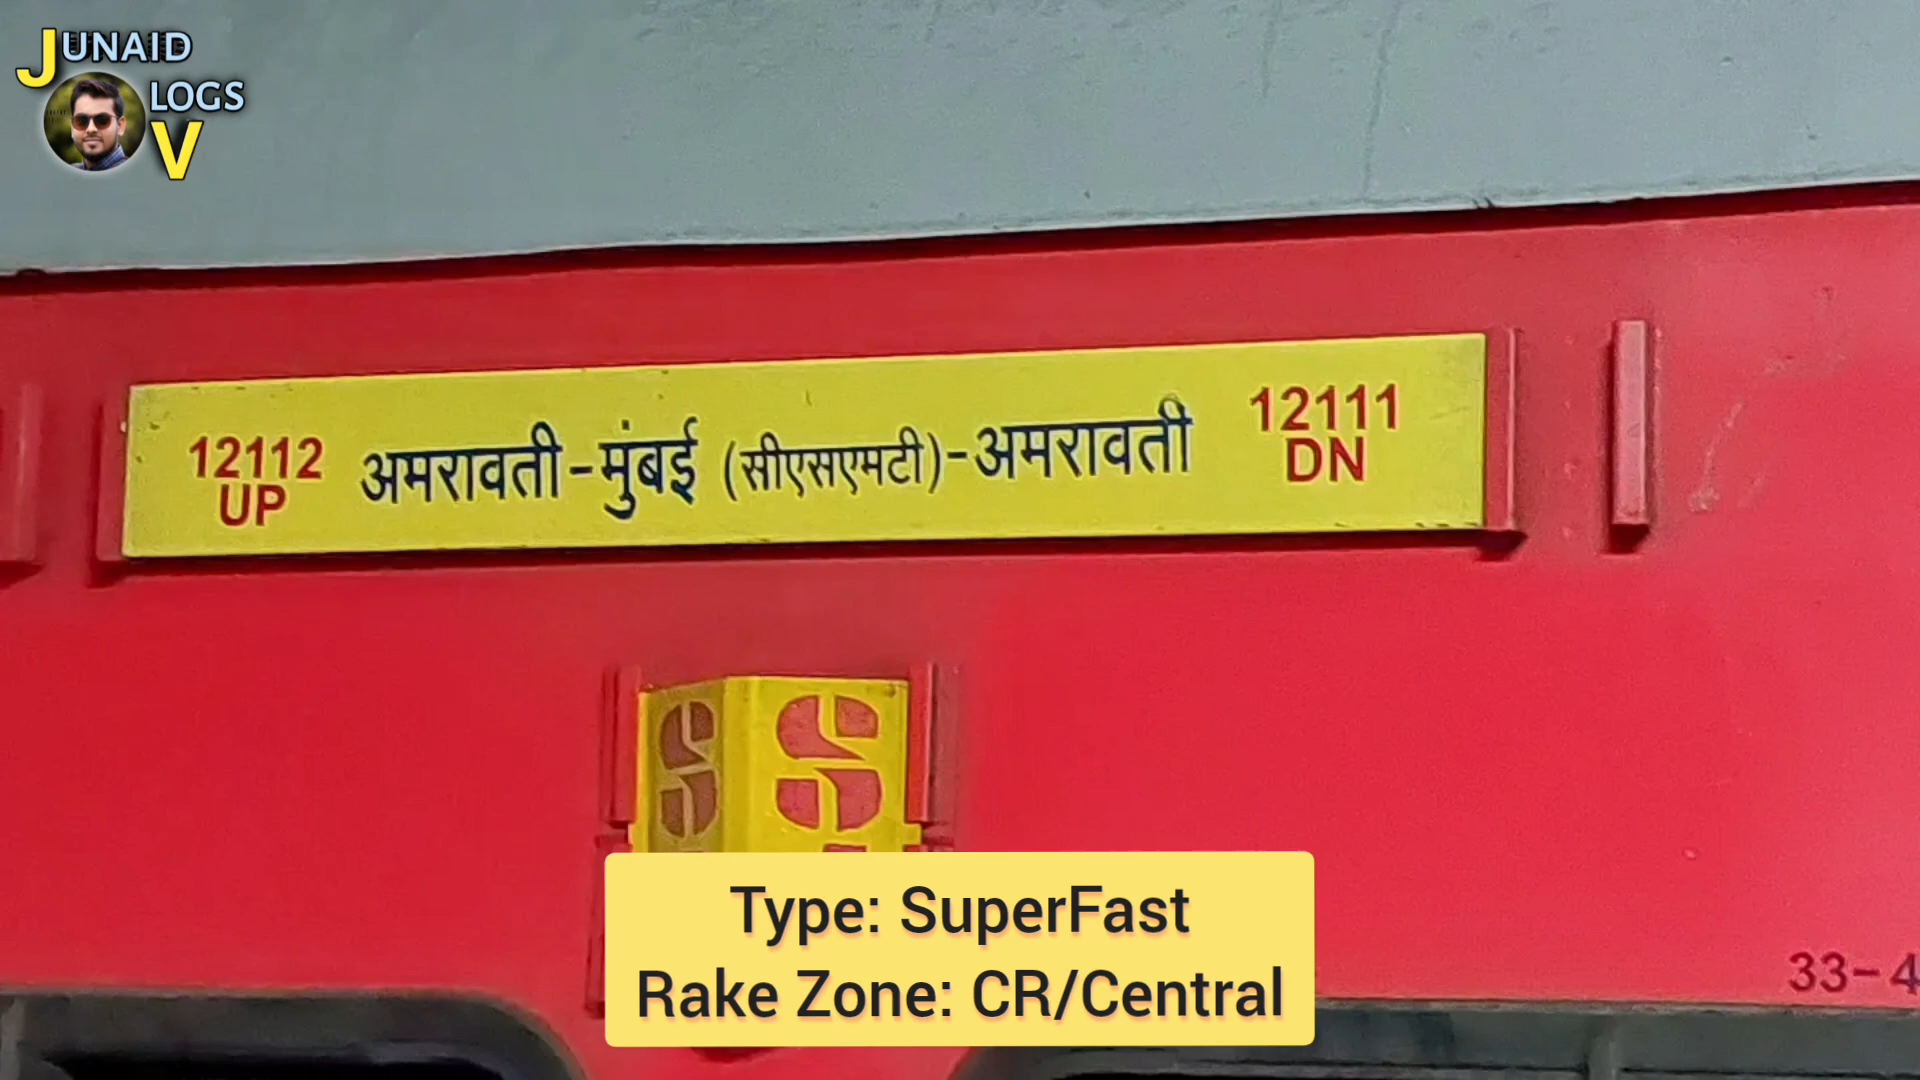 JUNAID
VLOGS
12112
UP
अमरावती-मुंबई (सीएसएमटी)-अमरावती
12111
DN
S S
Type: SuperFast
Rake Zone: CR/Central
33-4